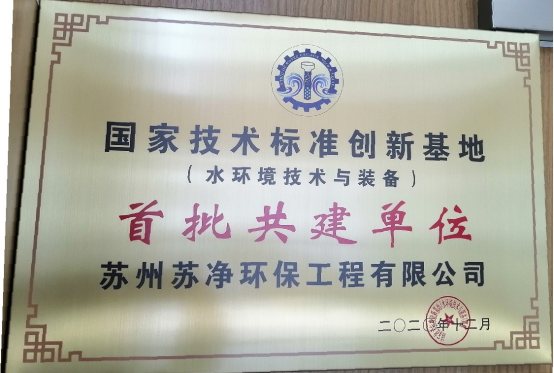 国家技术标准创新基地
（水环境技术与装备）
首批共建单位
苏州苏净环保工程有限公司
二〇二〇年十二月